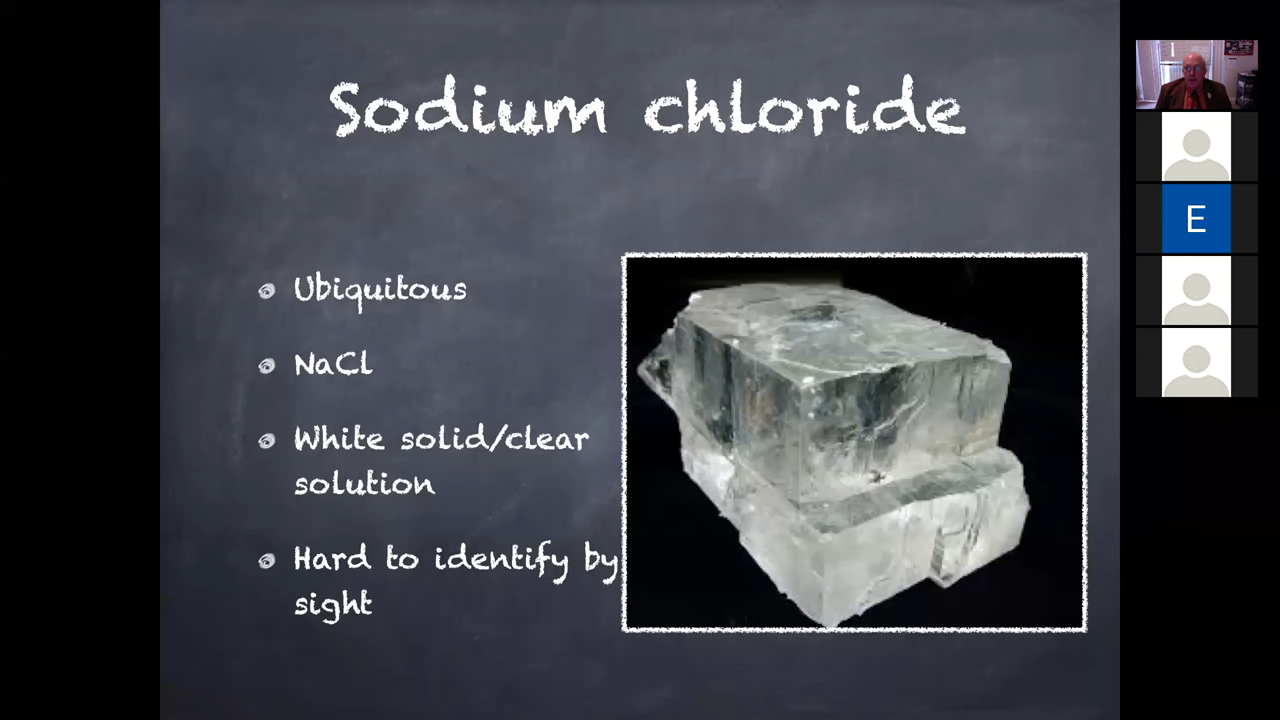 Sodium chloride
Ubiquitous
NaCl
White solid/clear
solution
Hard to identify by
sight
E